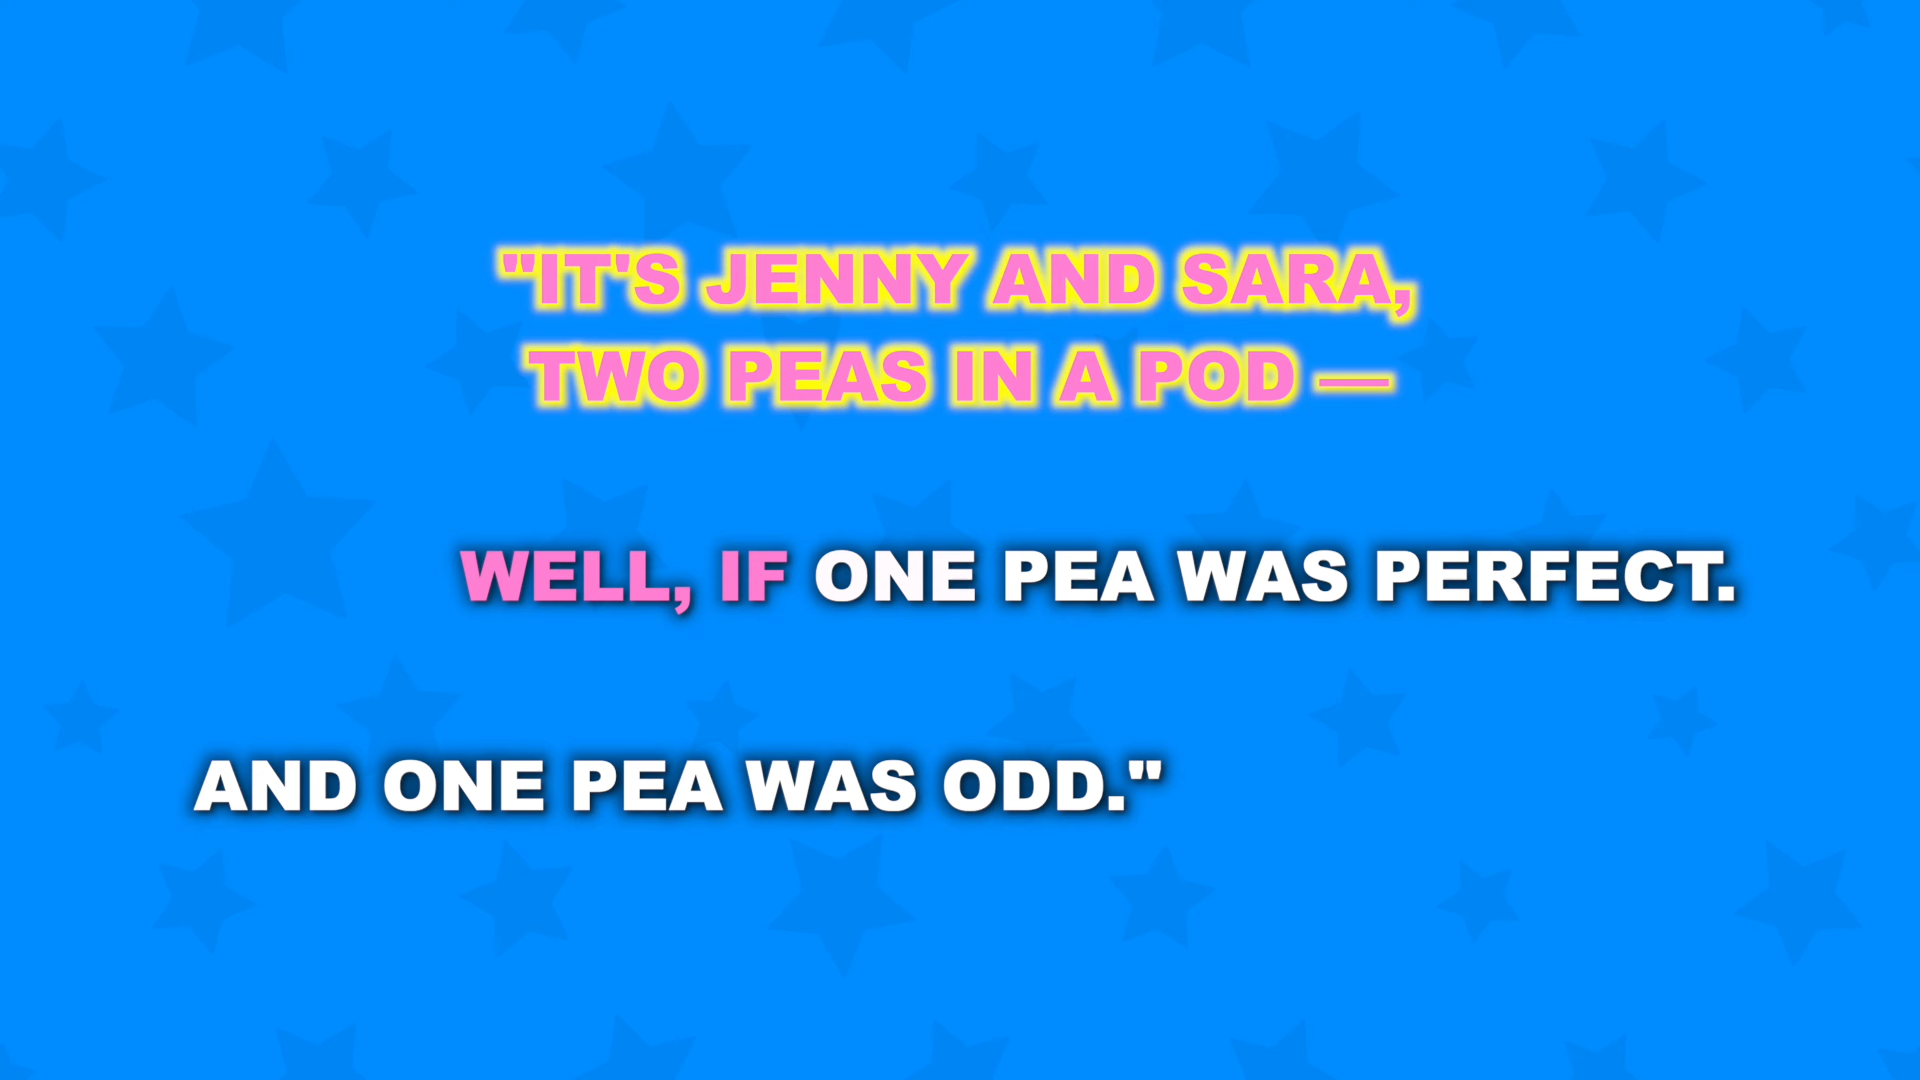 "IT'S JENNY AND SARA,
TWO PEAS IN A POD —
WELL, IF ONE PEA WAS PERFECT.
AND ONE PEA WAS ODD."